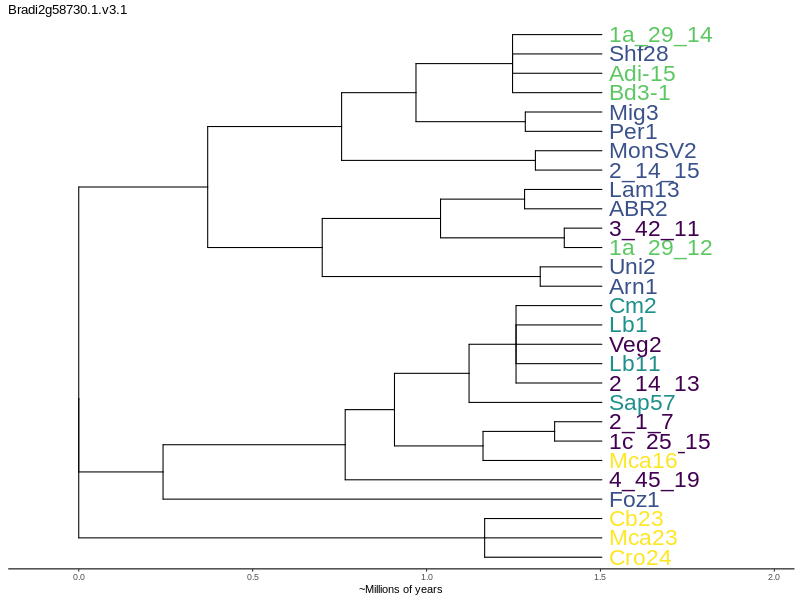 Bradi2g58730.1.v3.1
1a_29_14
Shf28
Adi-15
Bd3-1
Mig3
Per1
MonSV2
2_14_15
Lam13
ABR2
3_42_11
1a_29_12
Uni2
Arn1
Cm2
Lb1
Veg2
Lb11
2_14_13
Sap57
2_1_7
1c_25_15
Mca16
4_45_19
Foz1
Cb23
Mca23
Cro24
0.0 0.5 1.0 1.5 2.0
~Millions of years